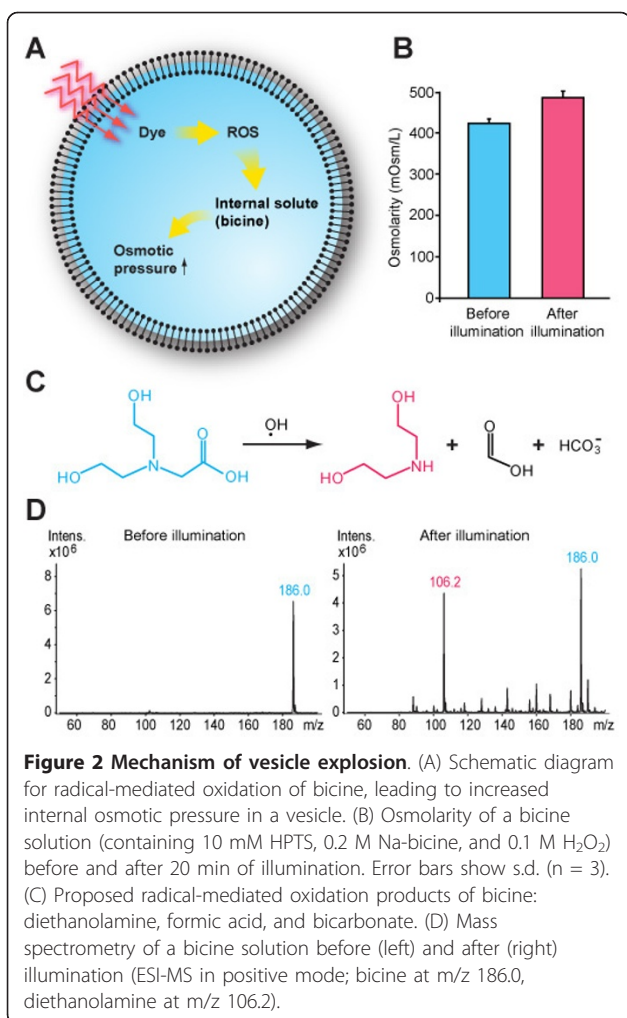 A
Dye
ROS
Internal solute
(bicine)
Osmotic
pressure ↑
B
Osmolarity (mOsm/L)
500
400
300
200
100
0
Before
illumination
After
illumination
C
OH
HO
N
O
OH
·OH
OH
HO
NH
+
O
OH
+ HCO₃⁻
D
Intens.
x10⁶
Before illumination
8
6
4
2
0
186.0
60 80 100 120 140 160 180 m/z
Intens.
x10⁶
After illumination
5
4
3
2
1
0
106.2
186.0
60 80 100 120 140 160 180 m/z
Figure 2 Mechanism of vesicle explosion. (A) Schematic diagram
for radical-mediated oxidation of bicine, leading to increased
internal osmotic pressure in a vesicle. (B) Osmolarity of a bicine
solution (containing 10 mM HPTS, 0.2 M Na-bicine, and 0.1 M H₂O₂)
before and after 20 min of illumination. Error bars show s.d. (n = 3).
(C) Proposed radical-mediated oxidation products of bicine:
diethanolamine, formic acid, and bicarbonate. (D) Mass
spectrometry of a bicine solution before (left) and after (right)
illumination (ESI-MS in positive mode; bicine at m/z 186.0,
diethanolamine at m/z 106.2).